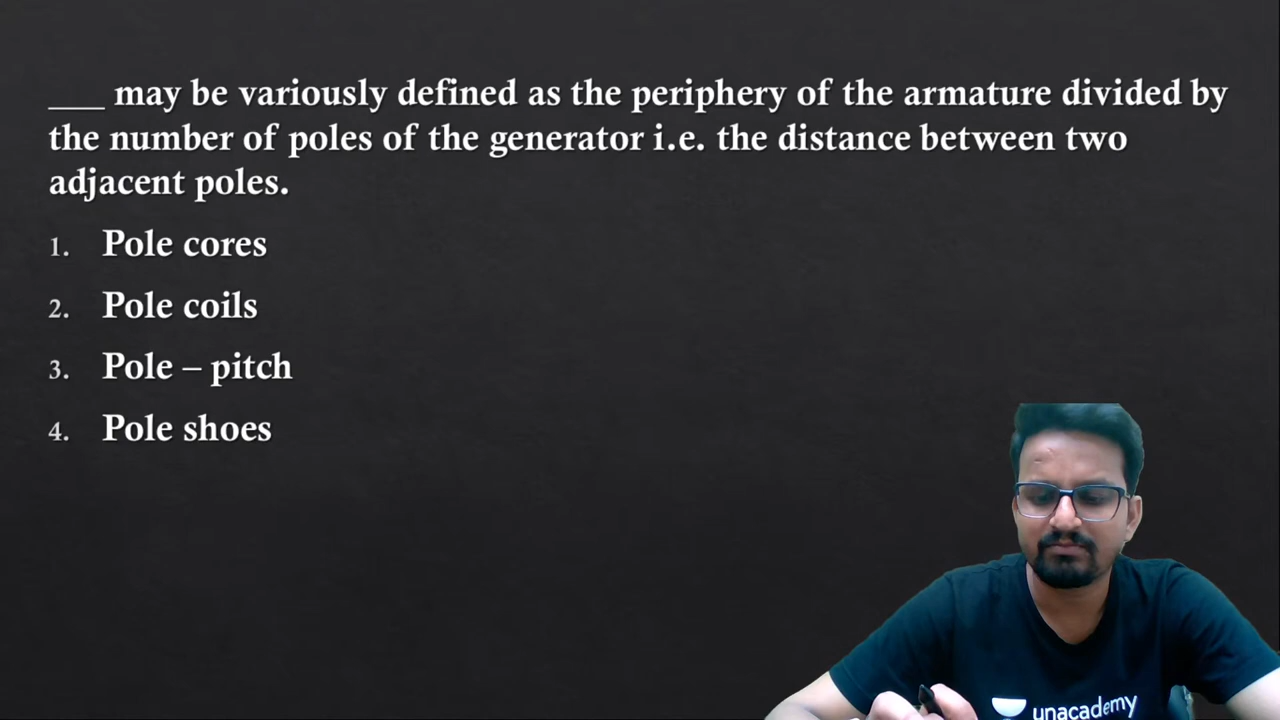 ___ may be variously defined as the periphery of the armature divided by
the number of poles of the generator i.e. the distance between two
adjacent poles.
1. Pole cores
2. Pole coils
3. Pole – pitch
4. Pole shoes
unacademy